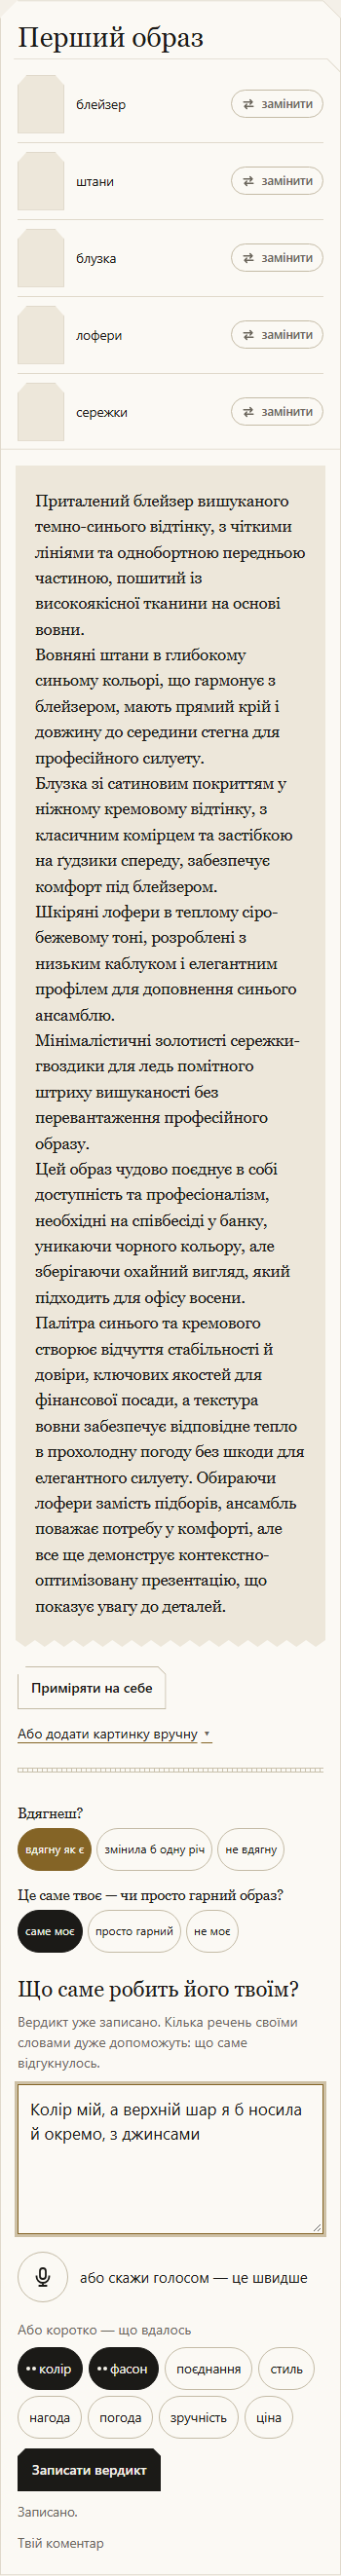 Перший образ
блейзер
замінити
штани
замінити
блузка
замінити
лофери
замінити
сережки
замінити
Приталений блейзер вишуканого
темно-синього відтінку, з чіткими
лініями та однобортною передньою
частиною, пошитий із
високоякісної тканини на основі
вовни.
Вовняні штани в глибокому
синьому кольорі, що гармонує з
блейзером, мають прямий крій і
довжину до середини стегна для
професійного силуету.
Блузка зі сатиновим покриттям у
ніжному кремовому відтінку, з
класичним комірцем та застібкою
на ґудзики спереду, забезпечує
комфорт під блейзером.
Шкіряні лофери в теплому сіро-
бежевому тоні, розроблені з
низьким каблуком і елегантним
профілем для доповнення синього
ансамблю.
Мінімалістичні золотисті сережки-
гвоздики для ледь помітного
штриху вишуканості без
перевантаження професійного
образу.
Цей образ чудово поєднує в собі
доступність та професіоналізм,
необхідні на співбесіді у банку,
уникаючи чорного кольору, але
зберігаючи охайний вигляд, який
підходить для офісу восени.
Палітра синього та кремового
створює відчуття стабільності й
довіри, ключових якостей для
фінансової посади, а текстура
вовни забезпечує відповідне тепло
в прохолодну погоду без шкоди для
елегантного силуету. Обираючи
лофери замість підборів, ансамбль
поважає потребу у комфорті, але
все ще демонструє контекстно-
оптимізовану презентацію, що
показує увагу до деталей.
Приміряти на себе
Або додати картинку вручну
Вдягнеш?
вдягну як є
змінила б одну річ
не вдягну
Це саме твоє — чи просто гарний образ?
саме моє
просто гарний
не моє
Що саме робить його твоїм?
Вердикт уже записано. Кілька речень своїми
словами дуже допоможуть: що саме
відгукнулось.
Колір мій, а верхній шар я б носила
й окремо, з джинсами
або скажи голосом — це швидше
Або коротко — що вдалось
колір
фасон
поєднання
стиль
нагода
погода
зручність
ціна
Записати вердикт
Записано.
Твій коментар